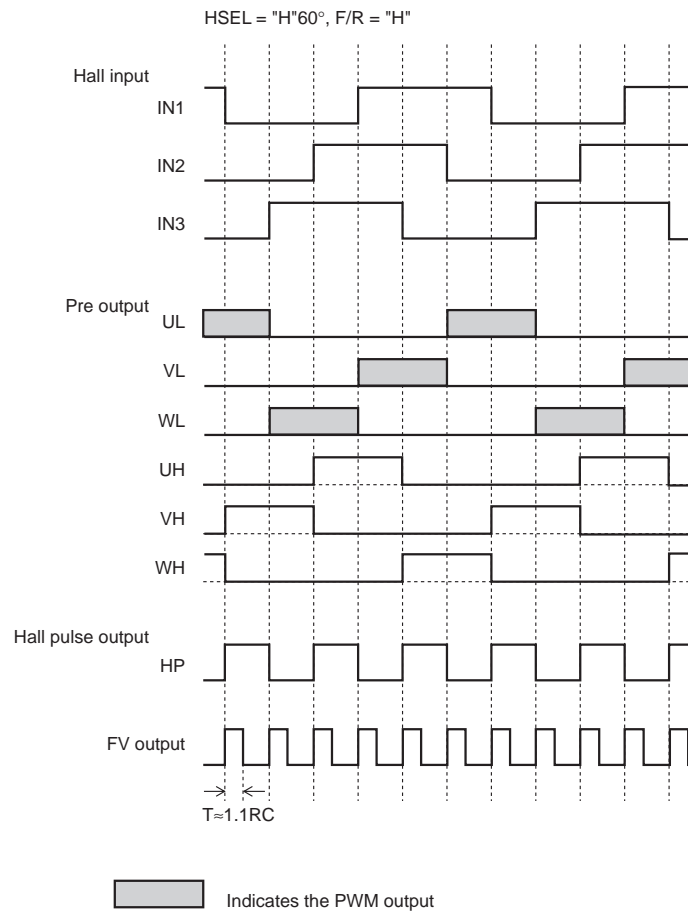 HSEL = "H"60°, F/R = "H"
Hall input
IN1
IN2
IN3
Pre output
UL
VL
WL
UH
VH
WH
Hall pulse output
HP
FV output
T≈1.1RC
Indicates the PWM output